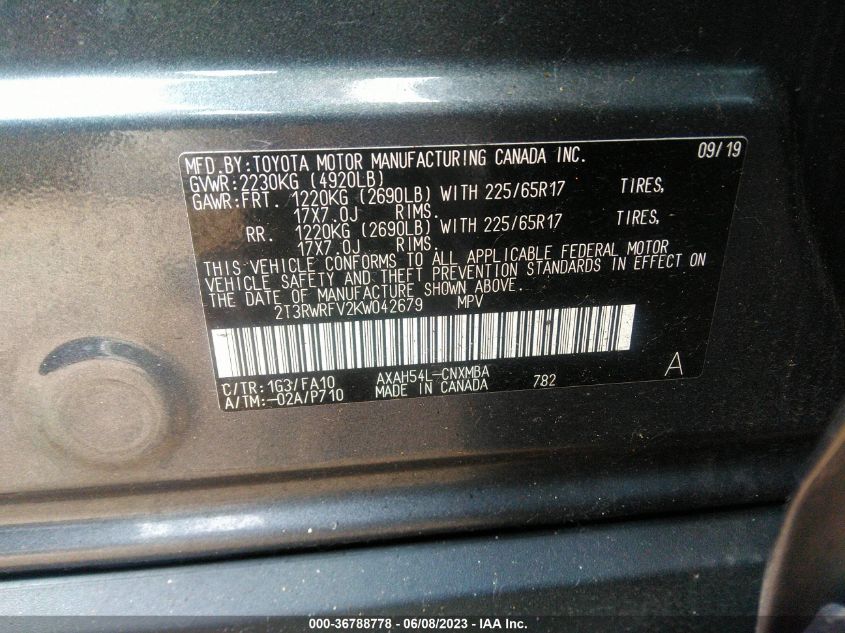 MFD.BY:TOYOTA MOTOR MANUFACTURING CANADA INC. 09/19
GVWR:2230KG (4920LB)
GAWR:FRT. 1220KG (2690LB) WITH 225/65R17 TIRES,
17X7.0J RIMS.
RR. 1220KG (2690LB) WITH 225/65R17 TIRES,
17X7.0J RIMS.
THIS VEHICLE CONFORMS TO ALL APPLICABLE FEDERAL MOTOR
VEHICLE SAFETY AND THEFT PREVENTION STANDARDS IN EFFECT ON
THE DATE OF MANUFACTURE SHOWN ABOVE.
2T3RWRFV2KW042679 MPV
C/TR:1G3/FA10 AXAH54L-CNXMBA 782 A
A/TM:-02A/P710 MADE IN CANADA
000-36788778 - 06/08/2023 - IAA Inc.